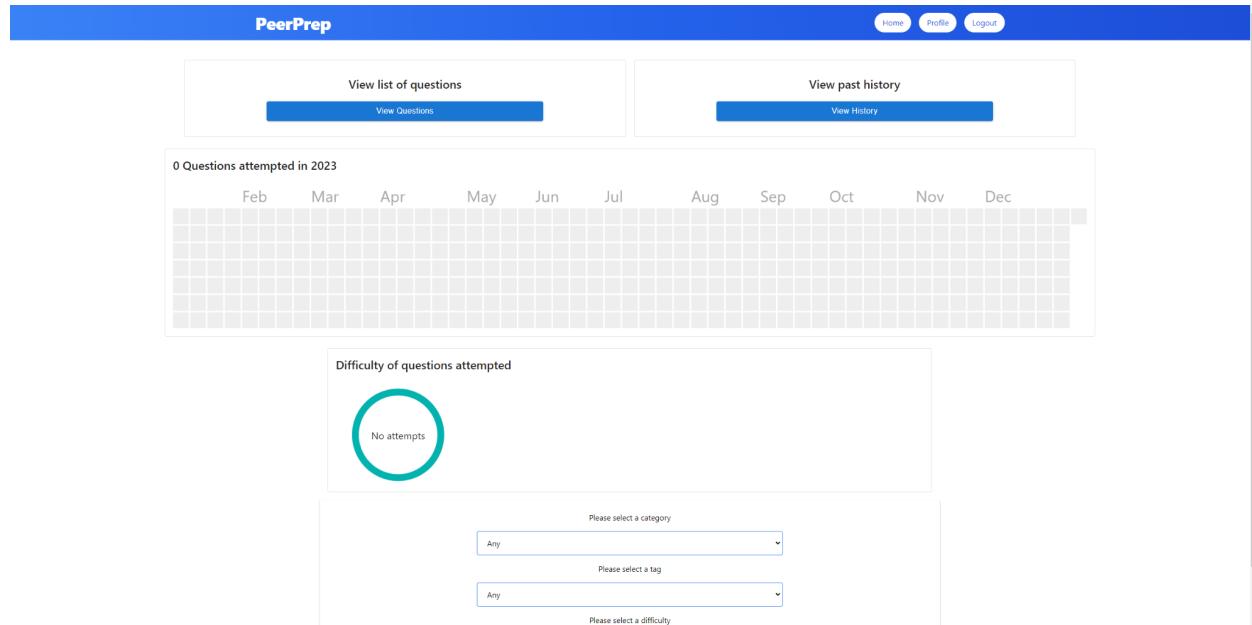 PeerPrep
Home Profile Logout
View list of questions
View Questions
View past history
View History
0 Questions attempted in 2023
Feb Mar Apr May Jun Jul Aug Sep Oct Nov Dec
Difficulty of questions attempted
No attempts
Please select a category
Any
Please select a tag
Any
Please select a difficulty